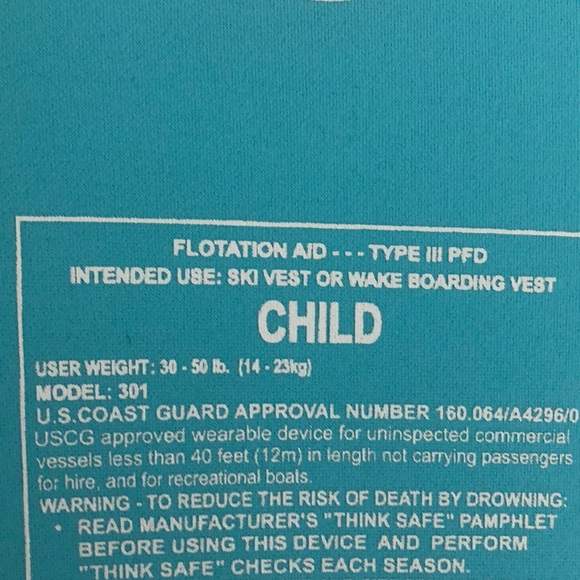 FLOTATION AID - - - TYPE III PFD
INTENDED USE: SKI VEST OR WAKE BOARDING VEST
CHILD
USER WEIGHT: 30 - 50 lb. (14 - 23kg)
MODEL: 301
U.S.COAST GUARD APPROVAL NUMBER 160.064/A4296/0
USCG approved wearable device for uninspected commercial
vessels less than 40 feet (12m) in length not carrying passengers
for hire, and for recreational boats.
WARNING - TO REDUCE THE RISK OF DEATH BY DROWNING:
• READ MANUFACTURER'S "THINK SAFE" PAMPHLET
BEFORE USING THIS DEVICE AND PERFORM
"THINK SAFE" CHECKS EACH SEASON.